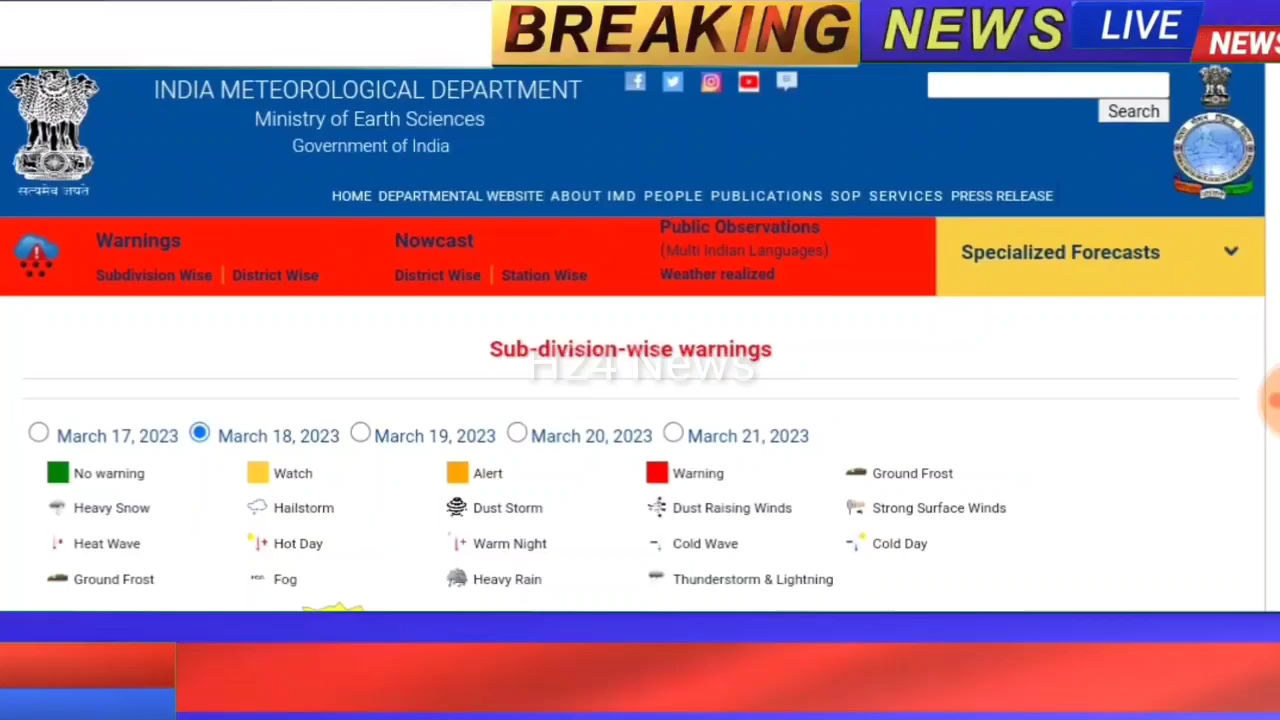 BREAKING NEWS LIVE NEWS
INDIA METEOROLOGICAL DEPARTMENT
Ministry of Earth Sciences
Government of India
Search
सत्यमेव जयते
HOME DEPARTMENTAL WEBSITE ABOUT IMD PEOPLE PUBLICATIONS SOP SERVICES PRESS RELEASE
Warnings
Subdivision Wise District Wise
Nowcast
District Wise Station Wise
Public Observations
(Multi Indian Languages)
Weather realized
Specialized Forecasts
Sub-division-wise warnings
H24 News
March 17, 2023 March 18, 2023 March 19, 2023 March 20, 2023 March 21, 2023
No warning Watch Alert Warning Ground Frost
Heavy Snow Hailstorm Dust Storm Dust Raising Winds Strong Surface Winds
Heat Wave Hot Day Warm Night Cold Wave Cold Day
Ground Frost FOG Fog Heavy Rain Thunderstorm & Lightning